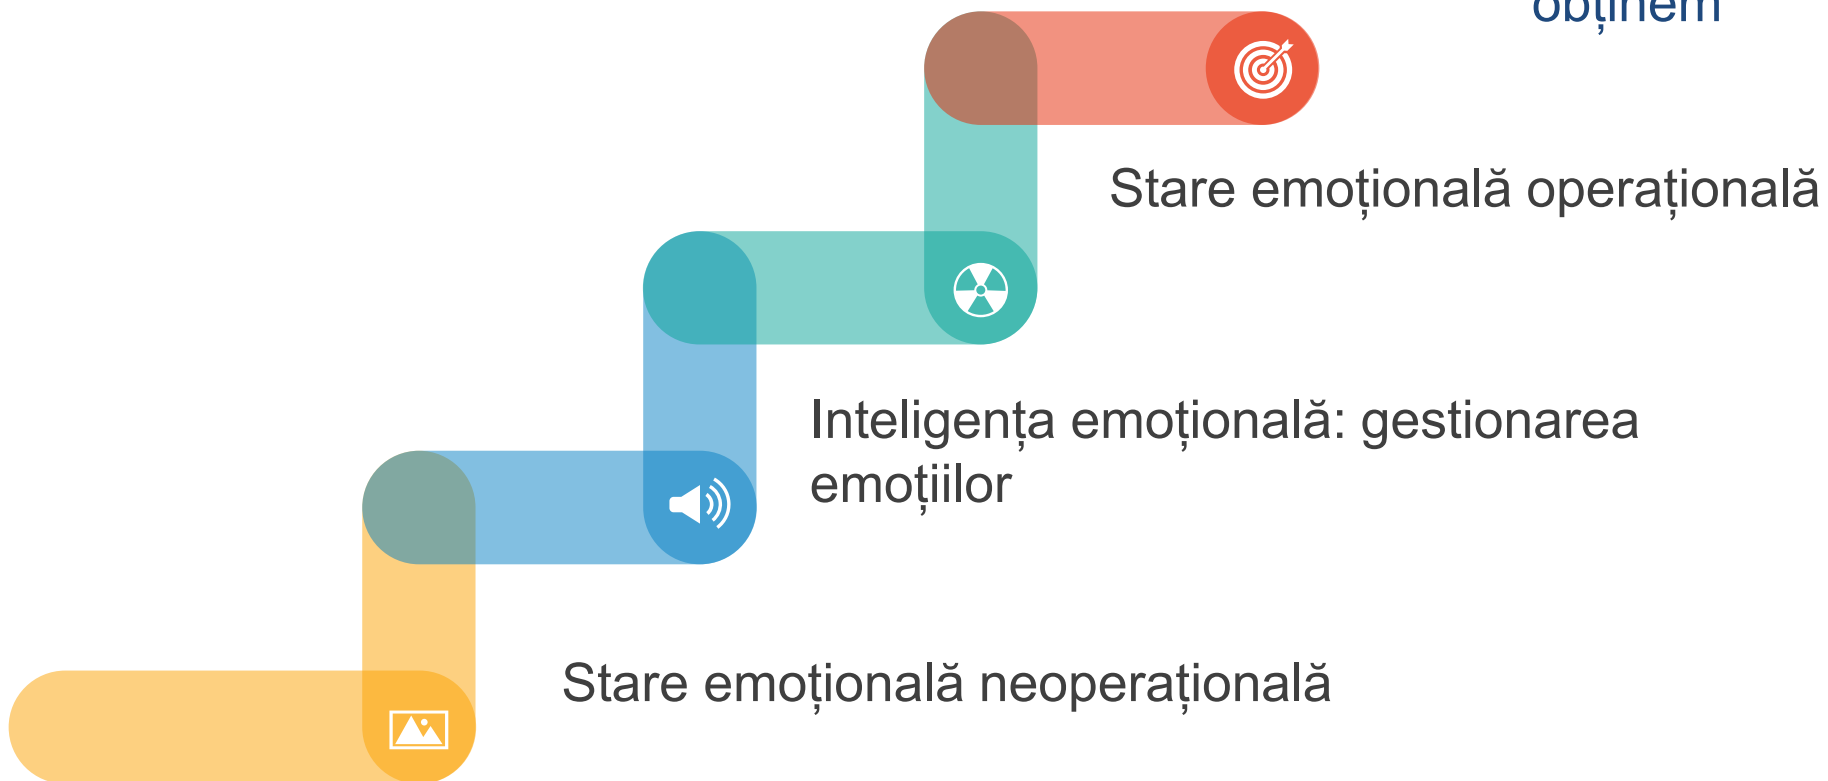 obținem
Stare emoțională operațională
Inteligența emoțională: gestionarea
emoțiilor
Stare emoțională neoperațională